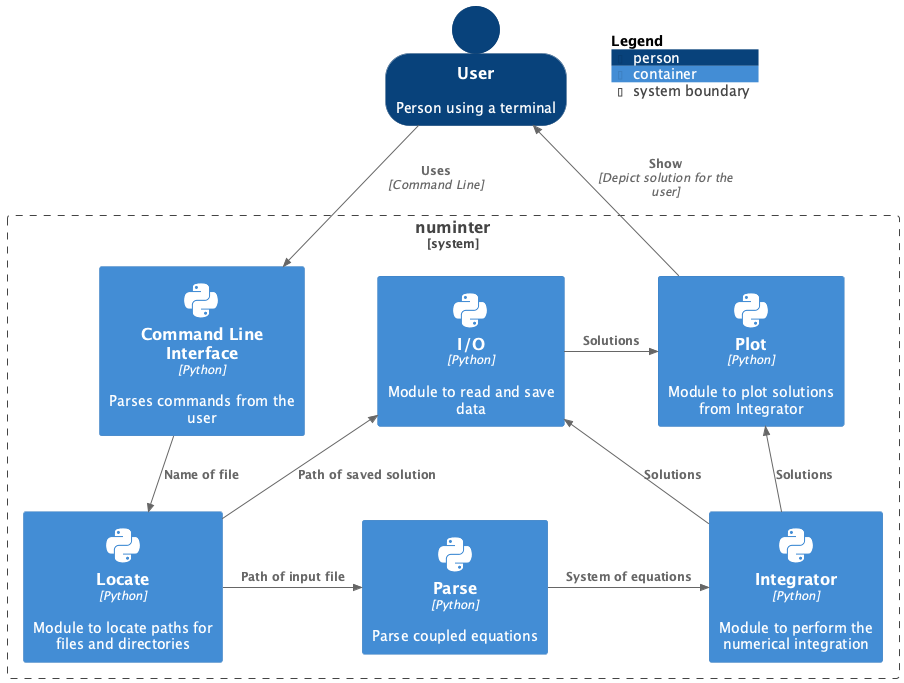 User
Person using a terminal
Legend
person
container
▯ system boundary
Uses
[Command Line]
Show
[Depict solution for the
user]
numinter
[system]
Command Line
Interface
[Python]
Parses commands from the
user
I/O
[Python]
Module to read and save
data
Solutions
Plot
[Python]
Module to plot solutions
from Integrator
Name of file
Path of saved solution
Solutions
Solutions
Locate
[Python]
Module to locate paths for
files and directories
Path of input file
Parse
[Python]
Parse coupled equations
System of equations
Integrator
[Python]
Module to perform the
numerical integration